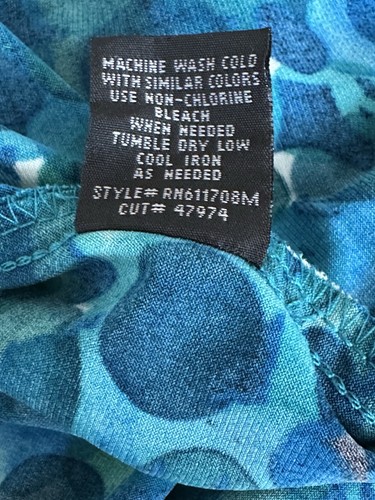 MACHINE WASH COLD
WITH SIMILAR COLORS
USE NON-CHLORINE
BLEACH
WHEN NEEDED
TUMBLE DRY LOW
COOL IRON
AS NEEDED
STYLE# RN611708M
CUT# 47974